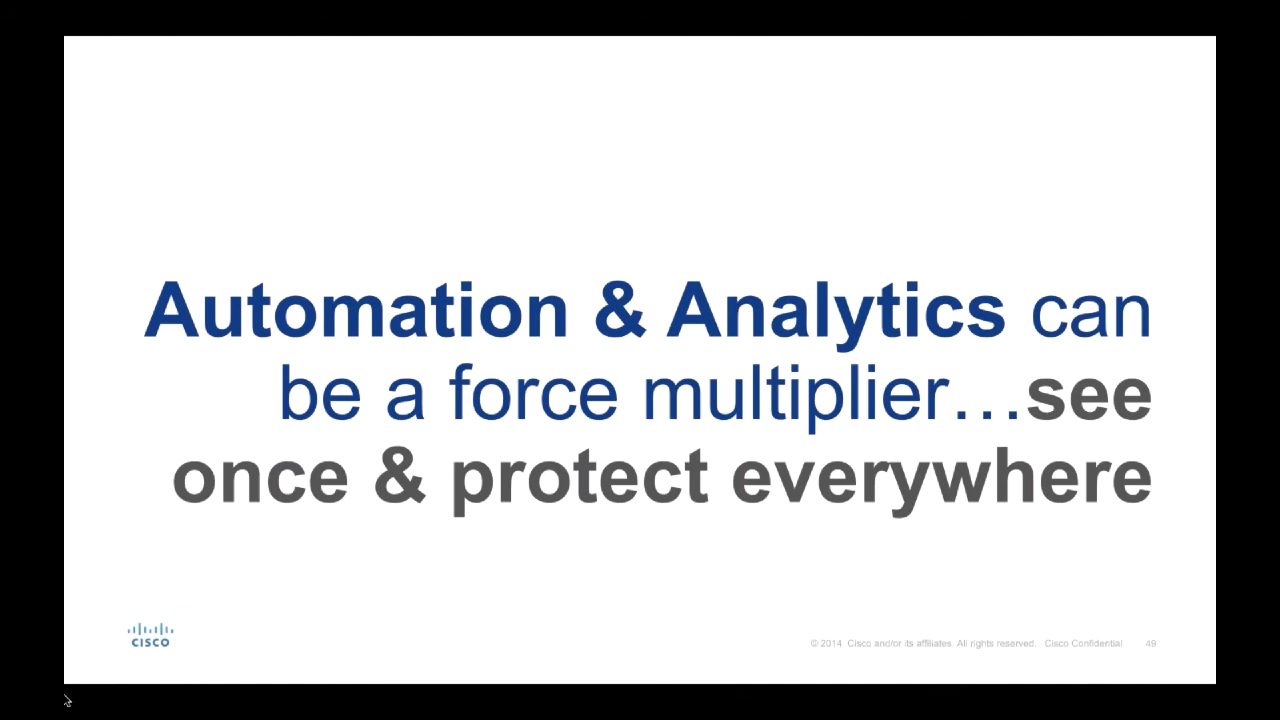 Automation & Analytics can
be a force multiplier…see
once & protect everywhere
CISCO
© 2014 Cisco and/or its affiliates. All rights reserved. Cisco Confidential 49